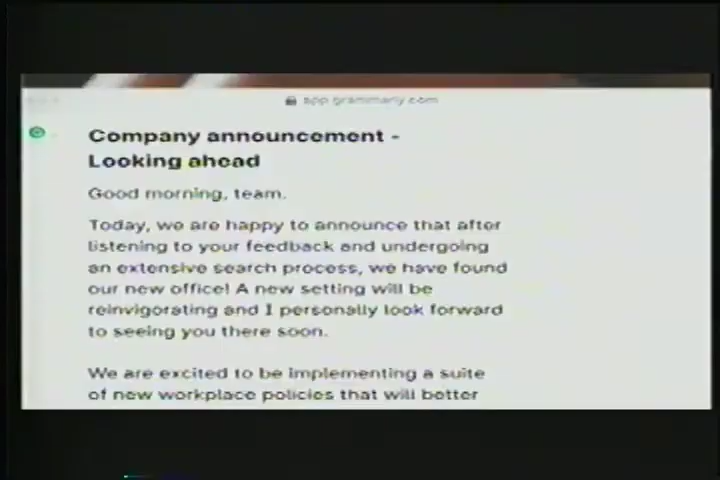 app.grammarly.com
Company announcement -
Looking ahead
Good morning, team.
Today, we are happy to announce that after
listening to your feedback and undergoing
an extensive search process, we have found
our new office! A new setting will be
reinvigorating and I personally look forward
to seeing you there soon.
We are excited to be implementing a suite
of new workplace policies that will better